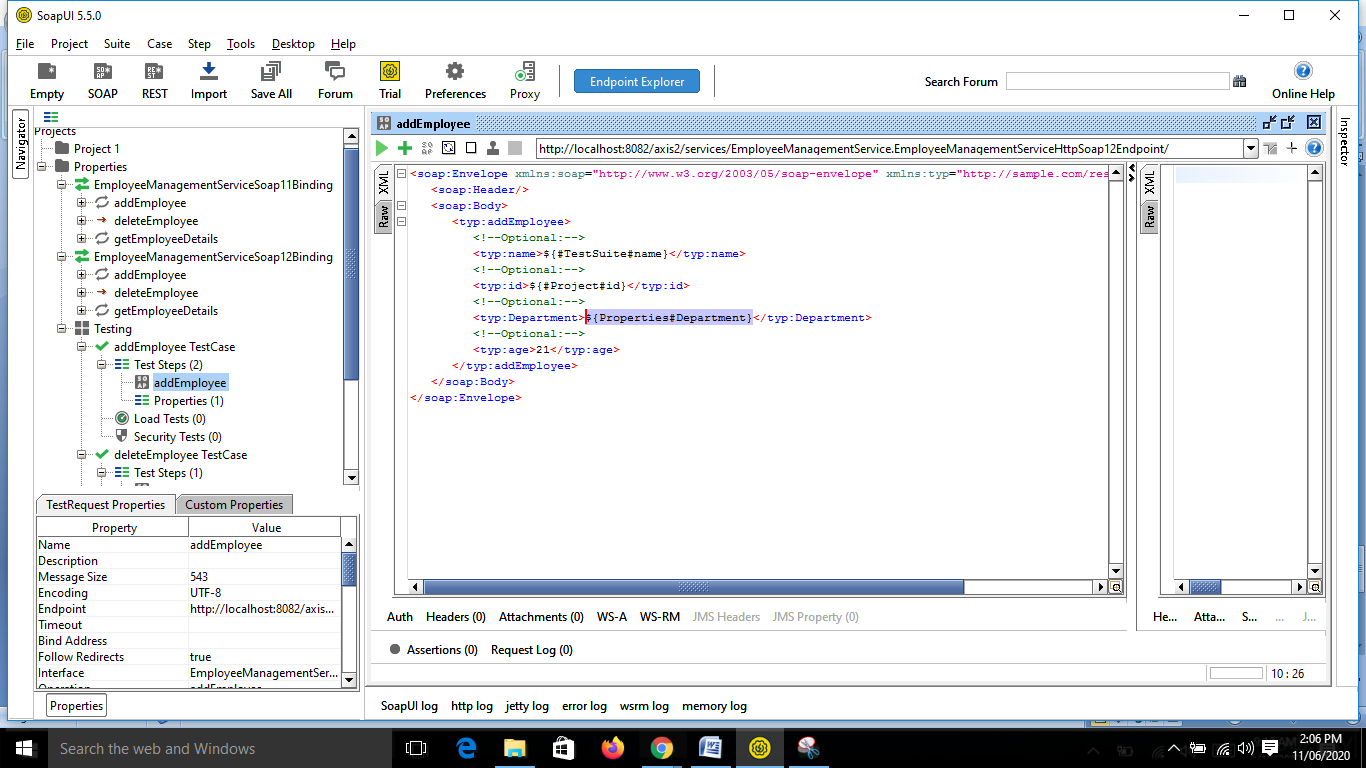 SoapUI 5.5.0
File Project Suite Case Step Tools Desktop Help
Empty SOAP REST Import Save All Forum Trial Preferences Proxy Endpoint Explorer Search Forum Online Help
Navigator
Projects
Project 1
Properties
EmployeeManagementServiceSoap11Binding
addEmployee
deleteEmployee
getEmployeeDetails
EmployeeManagementServiceSoap12Binding
addEmployee
deleteEmployee
getEmployeeDetails
Testing
addEmployee TestCase
Test Steps (2)
addEmployee
Properties (1)
Load Tests (0)
Security Tests (0)
deleteEmployee TestCase
Test Steps (1)
TestRequest Properties Custom Properties
Property Value
Name addEmployee
Description
Message Size 543
Encoding UTF-8
Endpoint http://localhost:8082/axis...
Timeout
Bind Address
Follow Redirects true
Interface EmployeeManagementSer...
Operation addEmployee
Properties
addEmployee
http://localhost:8082/axis2/services/EmployeeManagementService.EmployeeManagementServiceHttpSoap12Endpoint/
XML
Raw
<soap:Envelope xmlns:soap="http://www.w3.org/2003/05/soap-envelope" xmlns:typ="http://sample.com/res
<soap:Header/>
<soap:Body>
<typ:addEmployee>
<!--Optional:-->
<typ:name>${#TestSuite#name}</typ:name>
<!--Optional:-->
<typ:id>${#Project#id}</typ:id>
<!--Optional:-->
<typ:Department>${Properties#Department}</typ:Department>
<!--Optional:-->
<typ:age>21</typ:age>
</typ:addEmployee>
</soap:Body>
</soap:Envelope>
XML
Raw
Inspector
Auth Headers (0) Attachments (0) WS-A WS-RM JMS Headers JMS Property (0)
He... Atta... S... ... J...
Assertions (0) Request Log (0)
10 : 26
SoapUI log http log jetty log error log wsrm log memory log
Search the web and Windows
2:06 PM
11/06/2020